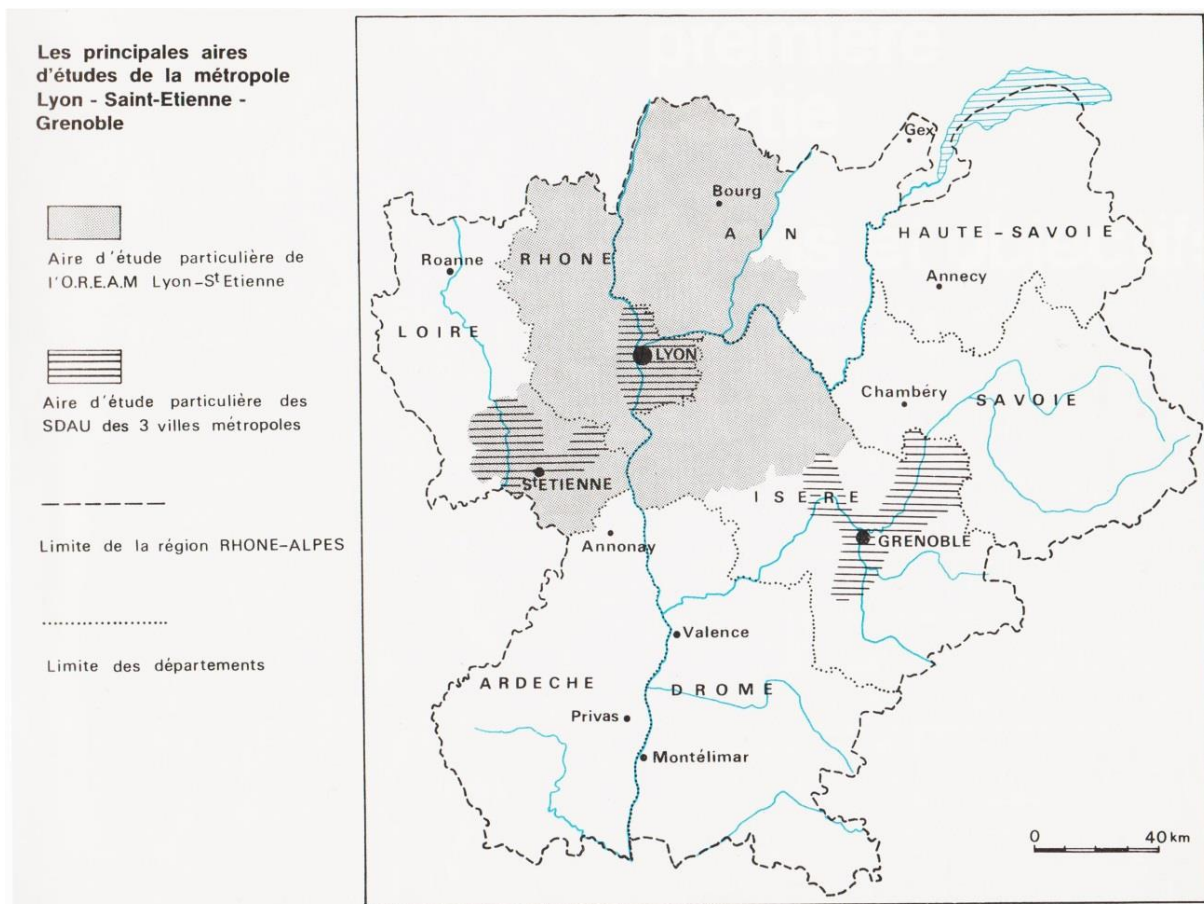 Les principales aires
d'études de la métropole
Lyon - Saint-Etienne -
Grenoble
Aire d'étude particulière de
l'O.R.E.A.M Lyon-St Etienne
Aire d'étude particulière des
SDAU des 3 villes métropoles
Limite de la région RHONE-ALPES
Limite des départements
Gex
Bourg
AIN
HAUTE-SAVOIE
Roanne
RHONE
Annecy
LOIRE
LYON
Chambéry
SAVOIE
St ETIENNE
ISERE
Annonay
GRENOBLE
Valence
ARDECHE
DROME
Privas
Montélimar
0 40 km